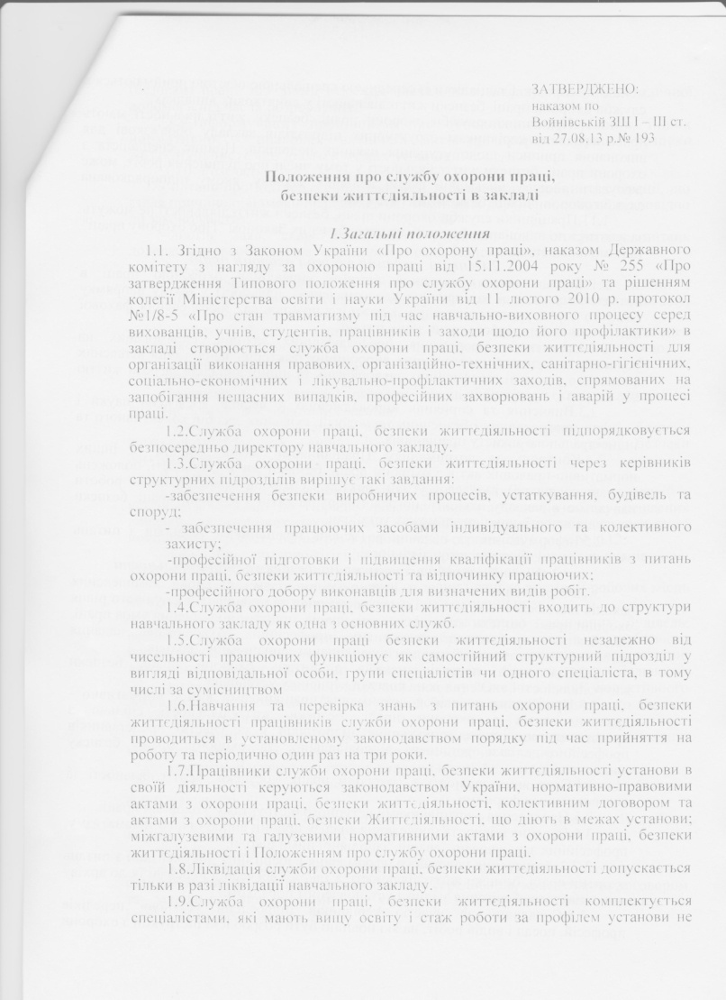 ЗАТВЕРДЖЕНО:
наказом по
Войнівській ЗШ І – ІІІ ст.
від 27.08.13 р.№ 193
Положення про службу охорони праці,
безпеки життєдіяльності в закладі
1.Загальні положення
1.1. Згідно з Законом України «Про охорону праці», наказом Державного
комітету з нагляду за охороною праці від 15.11.2004 року № 255 «Про
затвердження Типового положення про службу охорони праці» та рішенням
колегії Міністерства освіти і науки України від 11 лютого 2010 р. протокол
№1/8-5 «Про стан травматизму під час навчально-виховного процесу серед
вихованців, учнів, студентів, працівників і заходи щодо його профілактики» в
закладі створюється служба охорони праці, безпеки життєдіяльності для
організації виконання правових, організаційно-технічних, санітарно-гігієнічних,
соціально-економічних і лікувально-профілактичних заходів, спрямованих на
запобігання нещасних випадків, професійних захворювань і аварій у процесі
праці.
1.2.Служба охорони праці, безпеки життєдіяльності підпорядковується
безпосередньо директору навчального закладу.
1.3.Служба охорони праці, безпеки життєдіяльності через керівників
структурних підрозділів вирішує такі завдання:
-забезпечення безпеки виробничих процесів, устаткування, будівель та
споруд;
- забезпечення працюючих засобами індивідуального та колективного
захисту;
-професійної підготовки і підвищення кваліфікації працівників з питань
охорони праці, безпеки життєдіяльності та відпочинку працюючих;
-професійного добору виконавців для визначених видів робіт.
1.4.Служба охорони праці, безпеки життєдіяльності входить до структури
навчального закладу як одна з основних служб.
1.5.Служба охорони праці безпеки життєдіяльності незалежно від
чисельності працюючих функціонує як самостійний структурний підрозділ у
вигляді відповідальної особи, групи спеціалістів чи одного спеціаліста, в тому
числі за сумісництвом
1.6.Навчання та перевірка знань з питань охорони праці, безпеки
життєдіяльності працівників служби охорони праці, безпеки життєдіяльності
проводиться в установленому законодавством порядку під час прийняття на
роботу та періодично один раз на три роки.
1.7.Працівники служби охорони праці, безпеки життєдіяльності установи в
своїй діяльності керуються законодавством України, нормативно-правовими
актами з охорони праці, безпеки життєдіяльності, колективним договором та
актами з охорони праці, безпеки Життєдіяльності, що діють в межах установи;
міжгалузевими та галузевими нормативними актами з охорони праці, безпеки
життєдіяльності і Положенням про службу охорони праці.
1.8.Ліквідація служби охорони праці, безпеки життєдіяльності допускається
тільки в разі ліквідації навчального закладу.
1.9.Служба охорони праці, безпеки життєдіяльності комплектується
спеціалістами, які мають вищу освіту і стаж роботи за профілем установи не